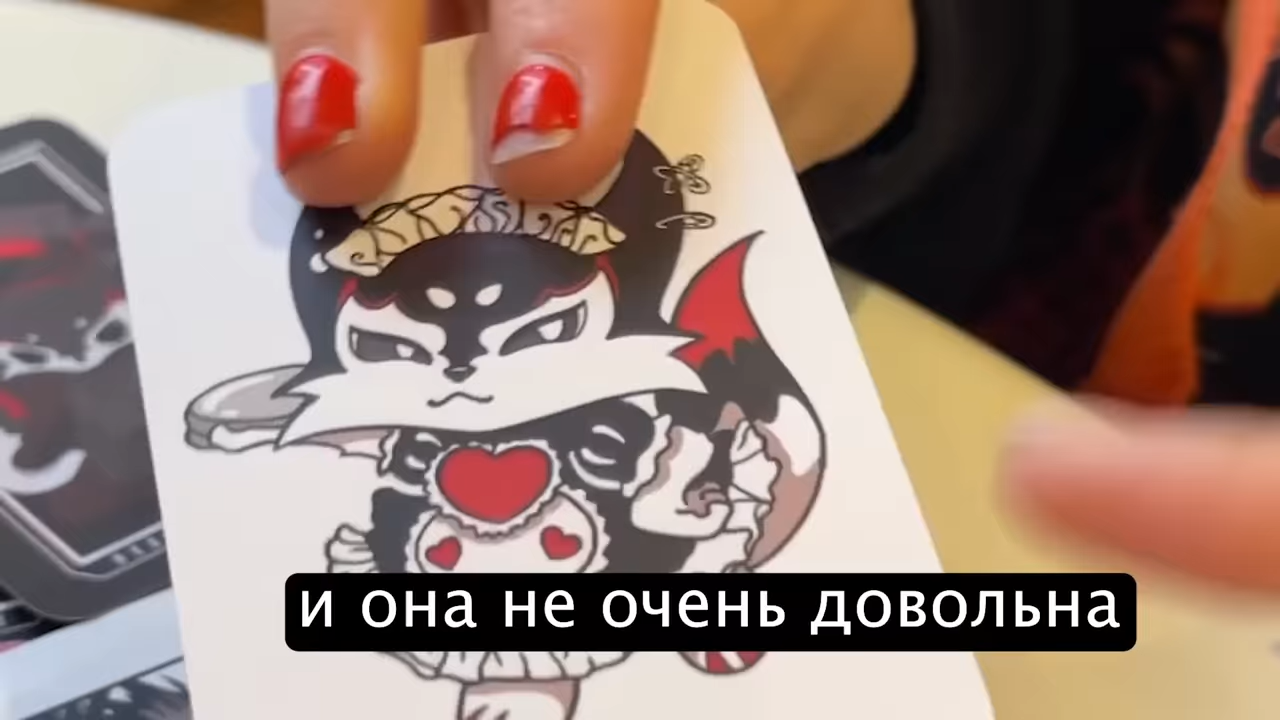 и она не очень довольна